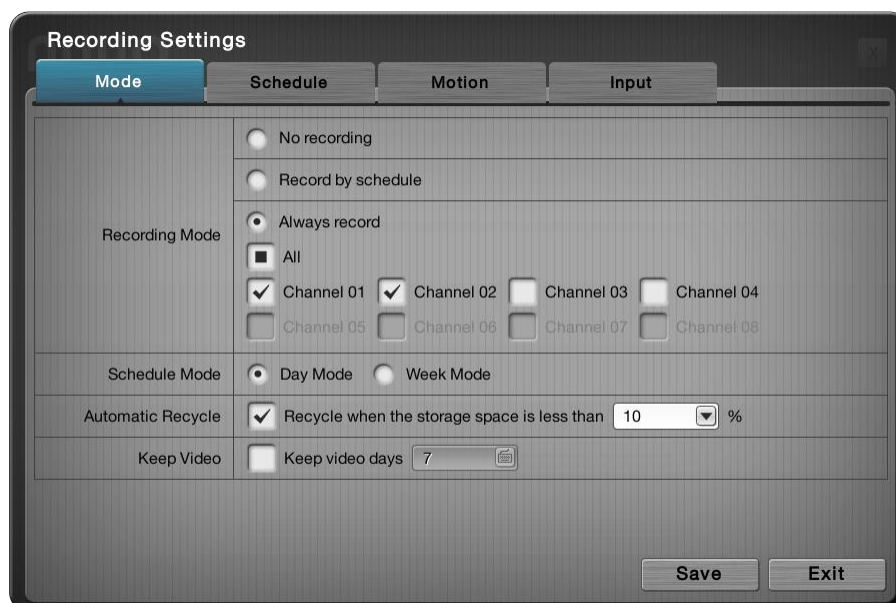 Recording Settings
X
Mode Schedule Motion Input
No recording
Record by schedule
Recording Mode
Always record
All
Channel 01 Channel 02 Channel 03 Channel 04
Channel 05 Channel 06 Channel 07 Channel 08
Schedule Mode Day Mode Week Mode
Automatic Recycle Recycle when the storage space is less than 10 %
Keep Video Keep video days 7
Save Exit